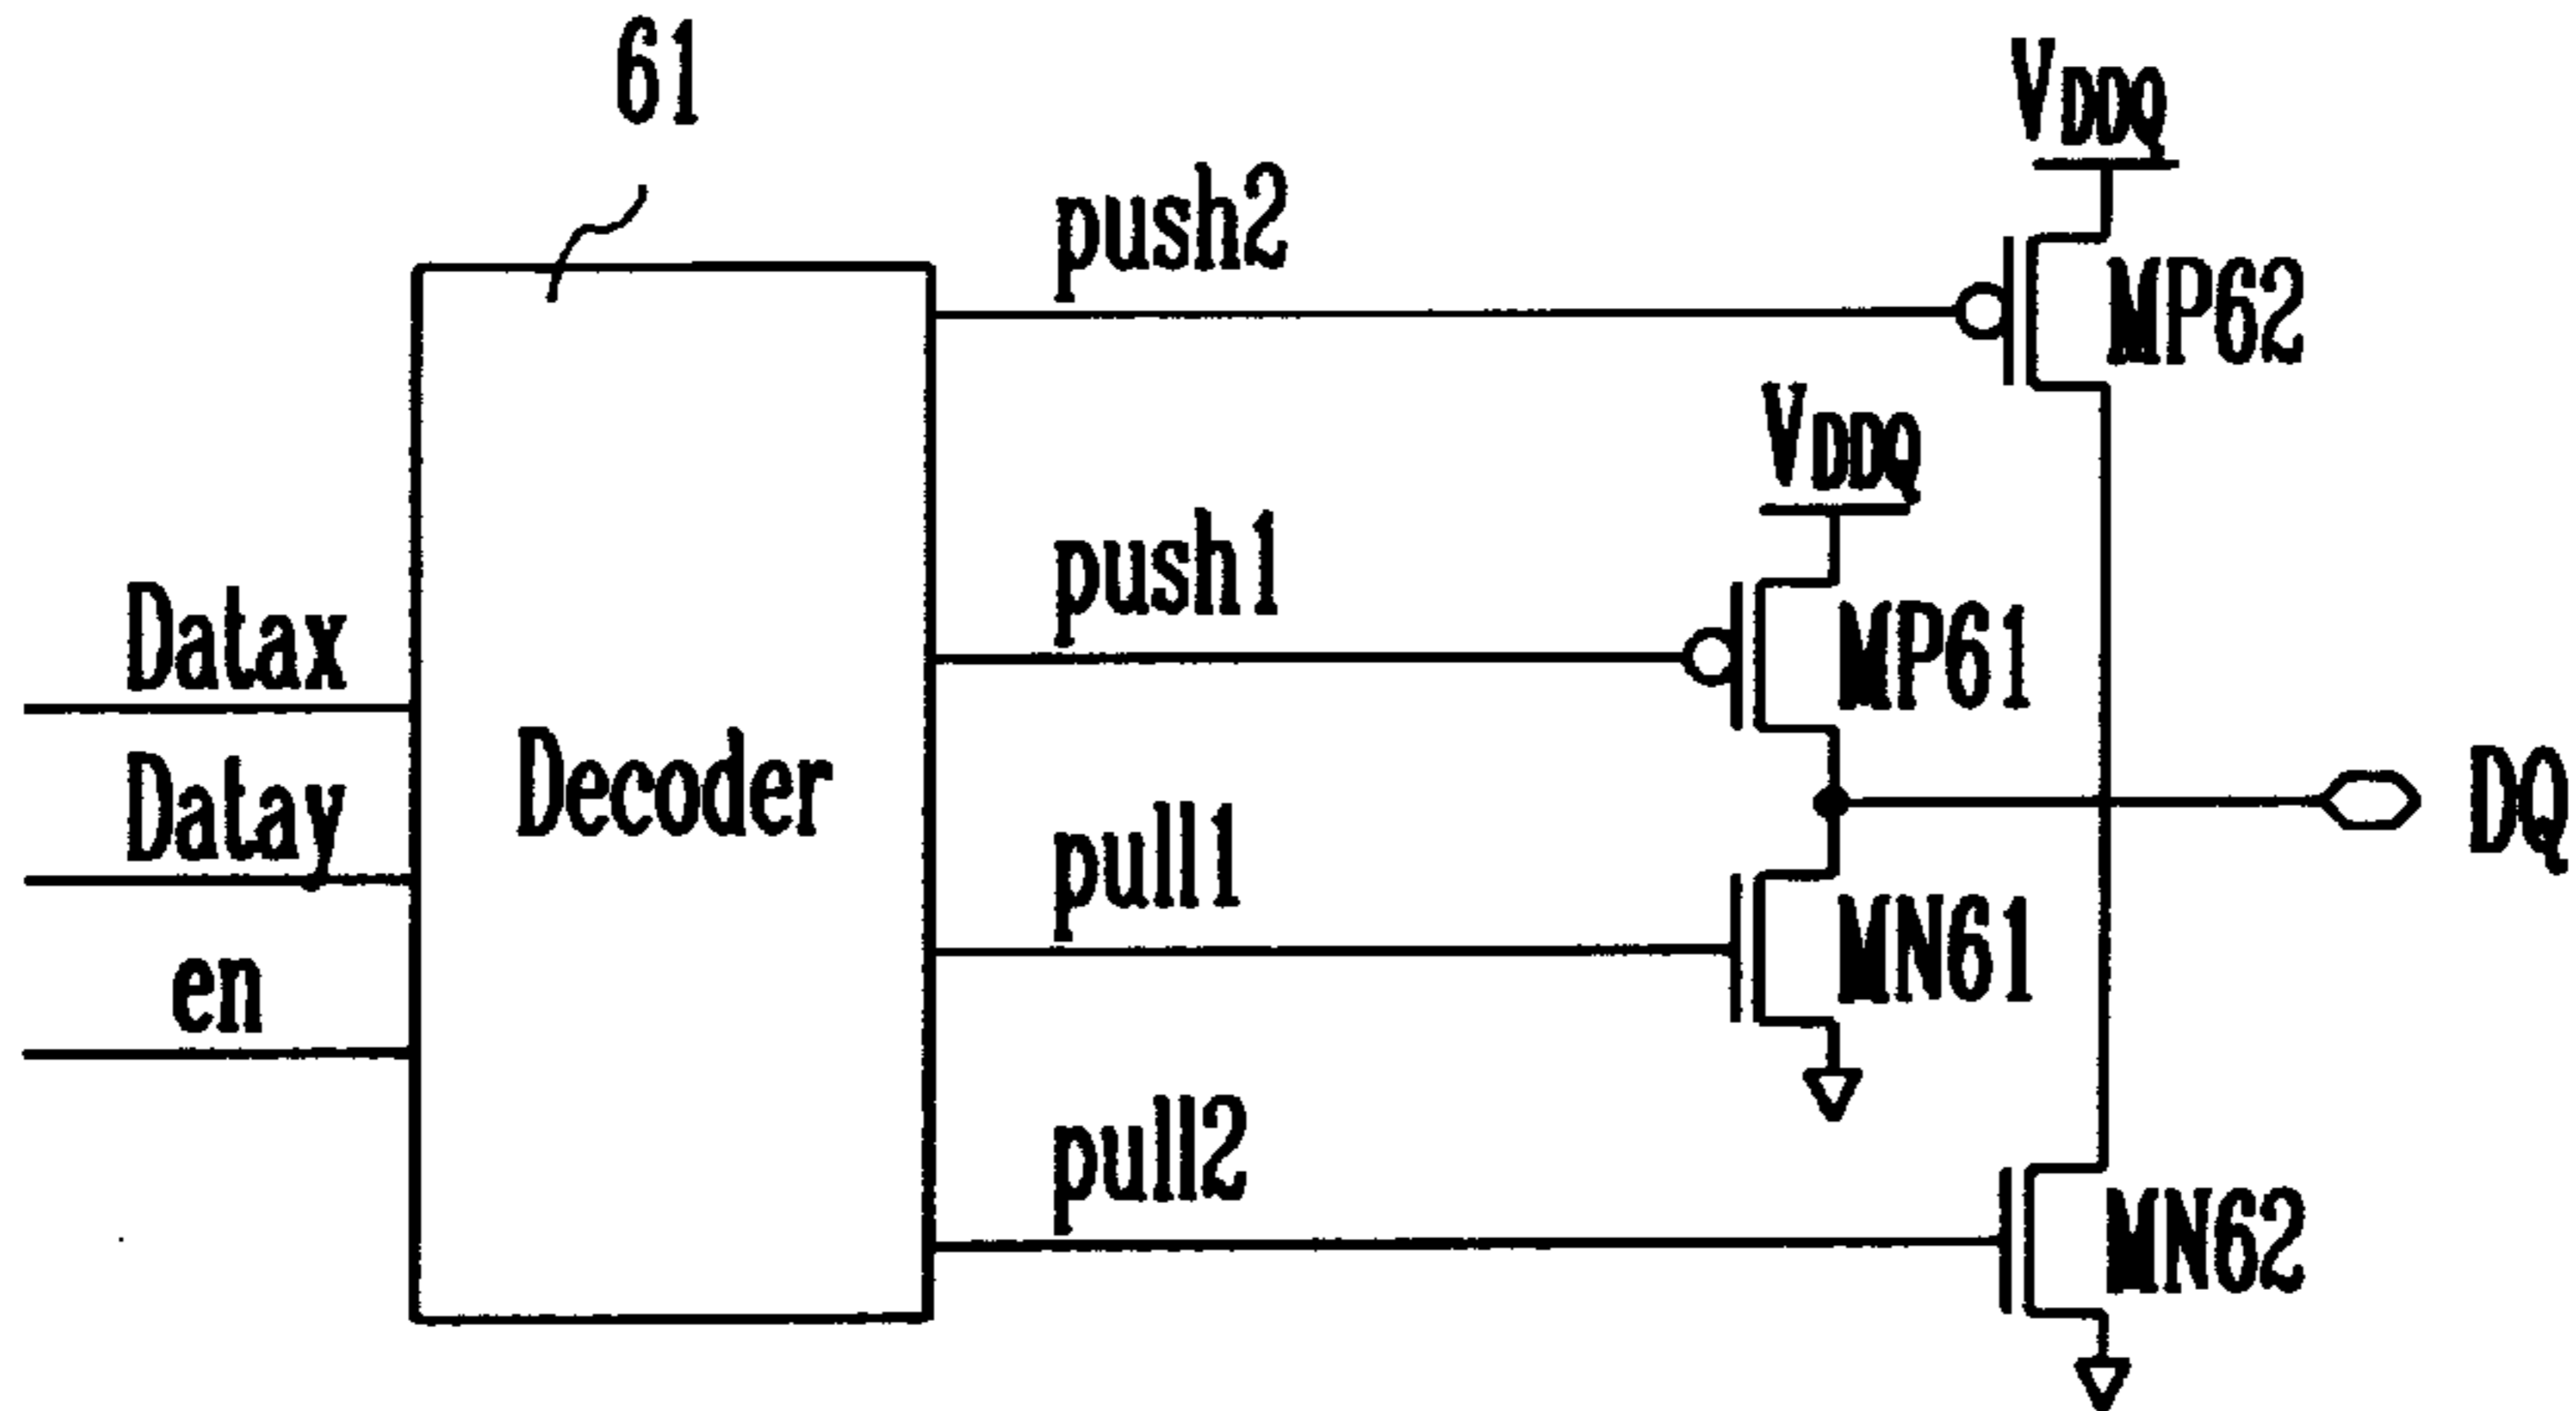 61
VDDQ
push2
MP62
VDDQ
push1
MP61
Datax
Decoder
DQ
Datay
pull1
MN61
en
pull2
MN62